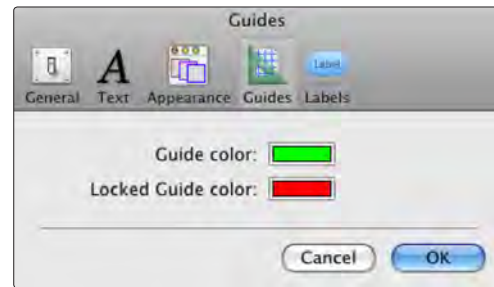 Guides
Label
General Text Appearance Guides Labels
Guide color:
Locked Guide color:
Cancel OK